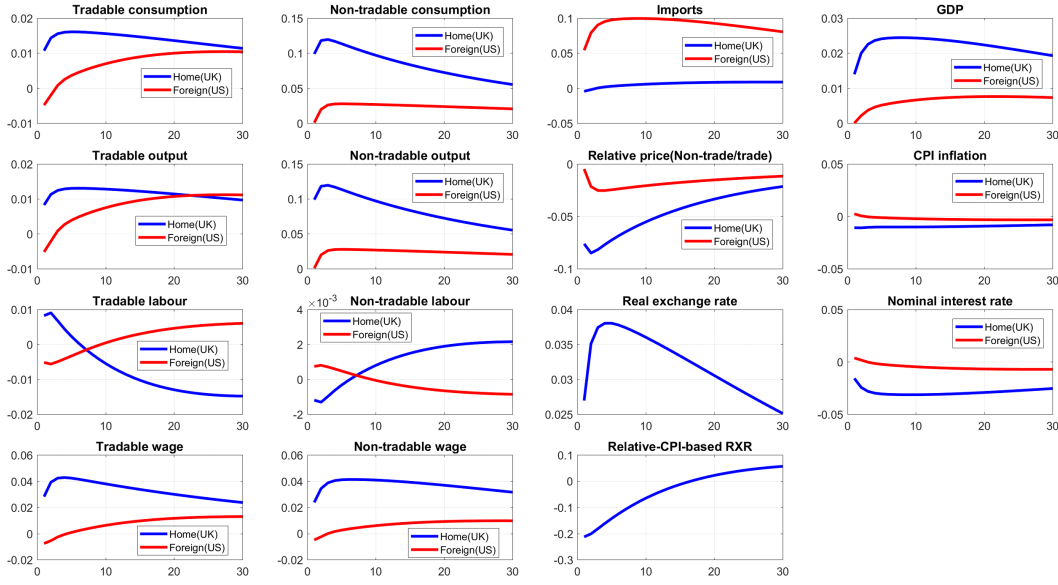 Tradable consumption
0.02
0.01
0
-0.01
0 10 20 30
Home(UK)
Foreign(US)
Non-tradable consumption
0.15
0.1
0.05
0
0 10 20 30
Home(UK)
Foreign(US)
Imports
0.1
0.05
0
-0.05
0 10 20 30
Home(UK)
Foreign(US)
GDP
0.03
0.02
0.01
0
0 10 20 30
Home(UK)
Foreign(US)
Tradable output
0.02
0.01
0
-0.01
0 10 20 30
Home(UK)
Foreign(US)
Non-tradable output
0.15
0.1
0.05
0
0 10 20 30
Home(UK)
Foreign(US)
Relative price(Non-trade/trade)
0
-0.05
-0.1
0 10 20 30
Home(UK)
Foreign(US)
CPI inflation
0.05
0
-0.05
0 10 20 30
Home(UK)
Foreign(US)
Tradable labour
0.01
0
-0.01
-0.02
0 10 20 30
Home(UK)
Foreign(US)
Non-tradable labour
×10-3
4
2
0
-2
0 10 20 30
Home(UK)
Foreign(US)
Real exchange rate
0.04
0.035
0.03
0.025
0 10 20 30
Nominal interest rate
0.05
0
-0.05
0 10 20 30
Home(UK)
Foreign(US)
Tradable wage
0.06
0.04
0.02
0
-0.02
0 10 20 30
Home(UK)
Foreign(US)
Non-tradable wage
0.06
0.04
0.02
0
-0.02
0 10 20 30
Home(UK)
Foreign(US)
Relative-CPI-based RXR
0.1
0
-0.1
-0.2
-0.3
0 10 20 30